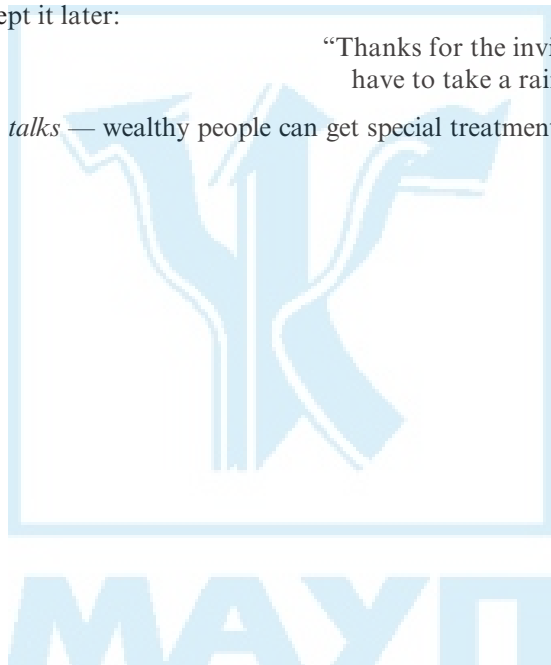 ept it later:
“Thanks for the invi
have to take a rai
talks — wealthy people can get special treatment
МАУП